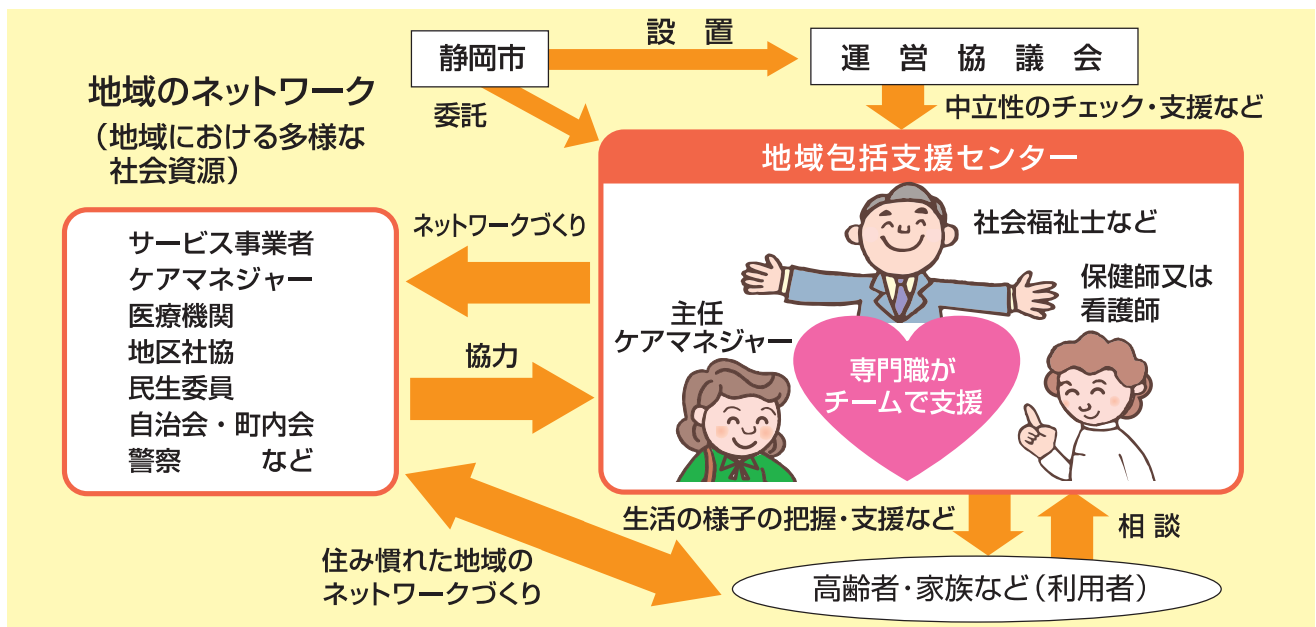 静岡市
設　置
運 営 協 議 会
委託
中立性のチェック・支援など
地域のネットワーク
（地域における多様な
社会資源）
サービス事業者
ケアマネジャー
医療機関
地区社協
民生委員
自治会・町内会
警察　　　など
ネットワークづくり
協力
地域包括支援センター
社会福祉士など
保健師又は
看護師
主任
ケアマネジャー
専門職が
チームで支援
生活の様子の把握・支援など
相 談
住み慣れた地域の
ネットワークづくり
高齢者・家族など（利用者）